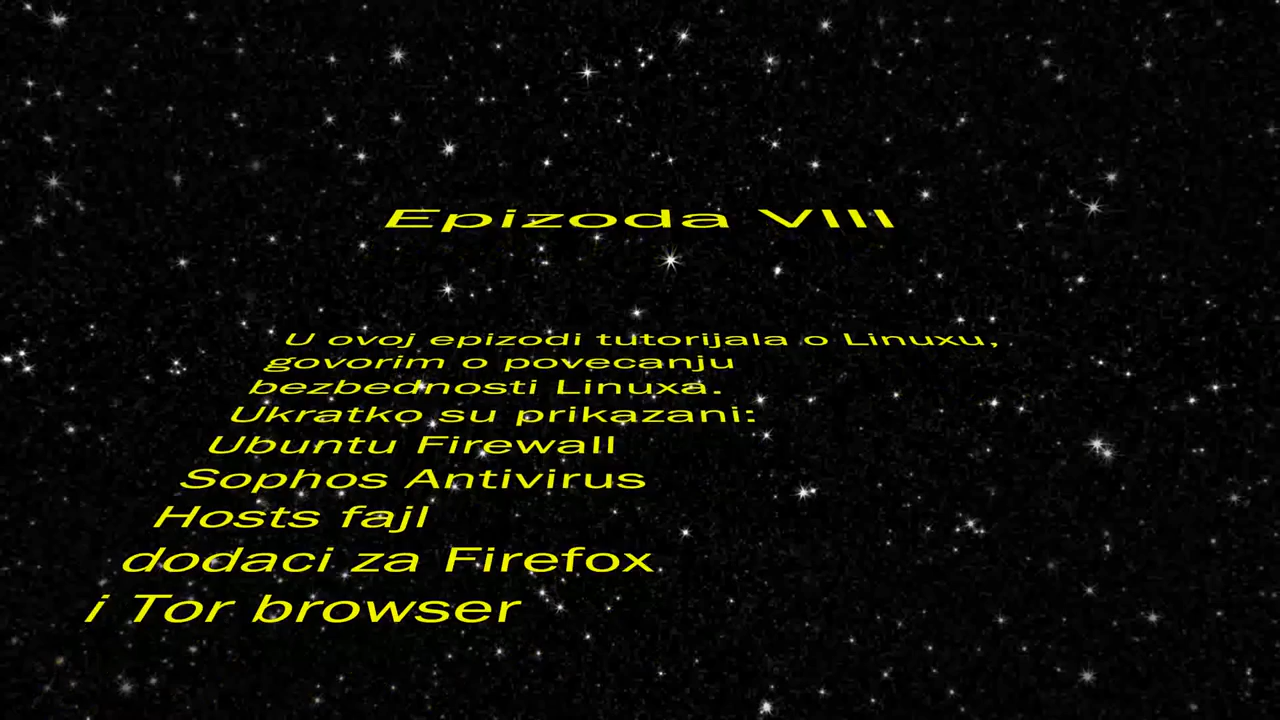 Epizoda VIII
U ovoj epizodi tutorijala o Linuxu,
govorim o povecanju
bezbednosti Linuxa.
Ukratko su prikazani:
Ubuntu Firewall
Sophos Antivirus
Hosts fajl
dodaci za Firefox
i Tor browser